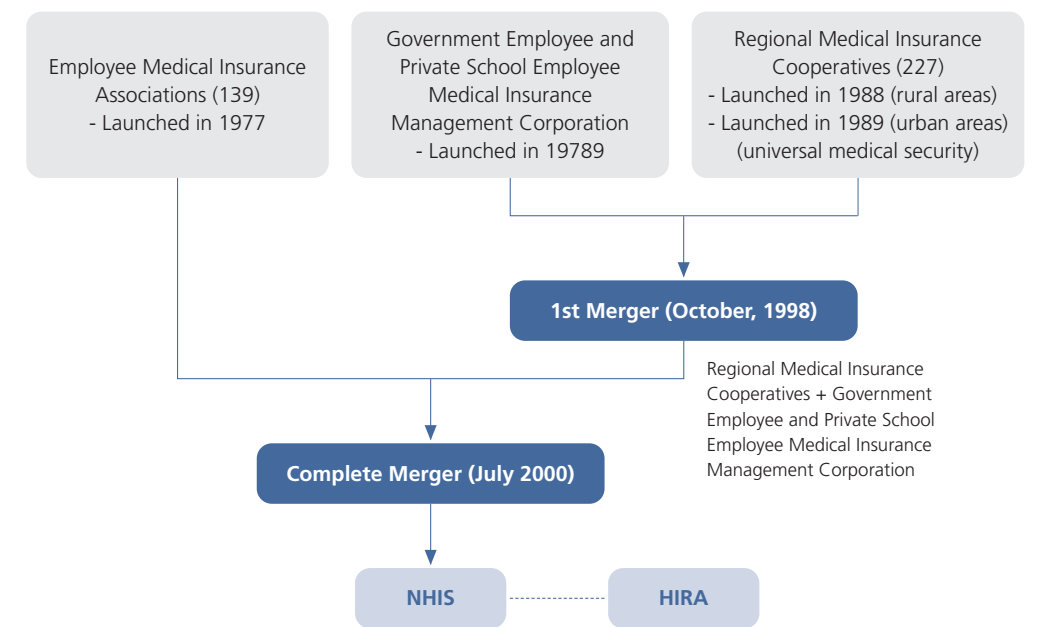 Employee Medical Insurance
Associations (139)
- Launched in 1977
Government Employee and
Private School Employee
Medical Insurance
Management Corporation
- Launched in 19789
Regional Medical Insurance
Cooperatives (227)
- Launched in 1988 (rural areas)
- Launched in 1989 (urban areas)
(universal medical security)
1st Merger (October, 1998)
Regional Medical Insurance
Cooperatives + Government
Employee and Private School
Employee Medical Insurance
Management Corporation
Complete Merger (July 2000)
NHIS
HIRA